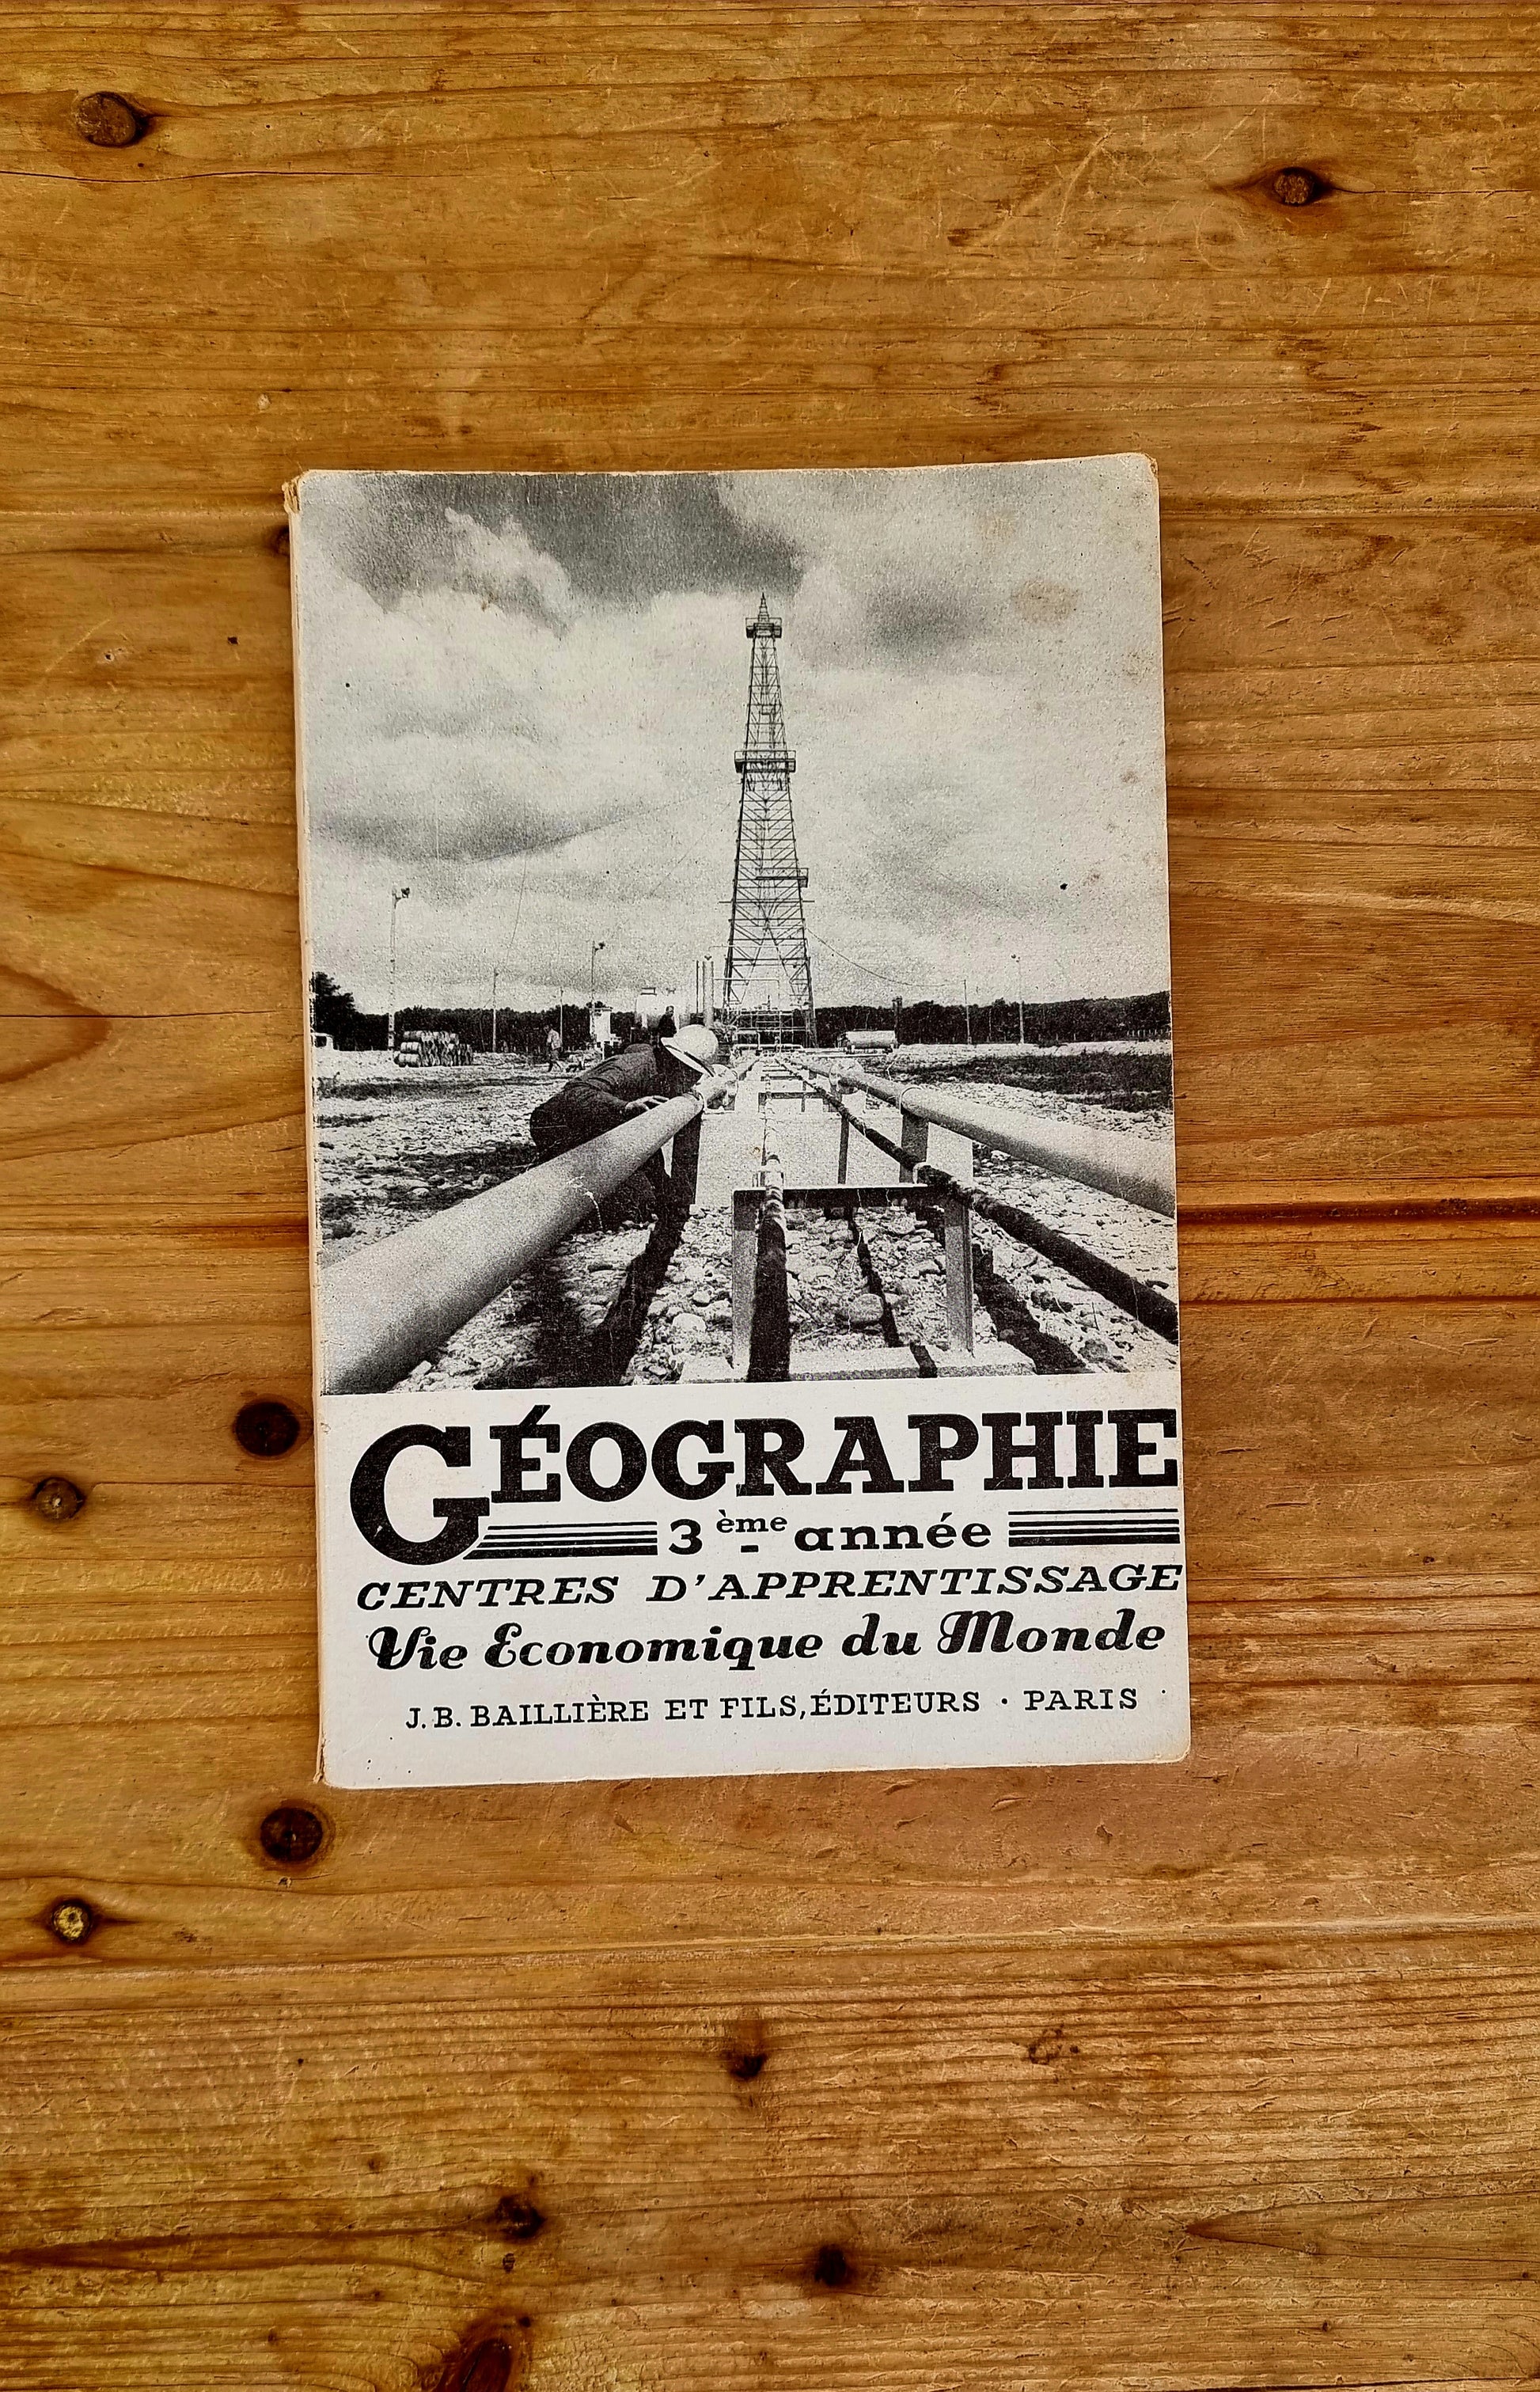 GÉOGRAPHIE
3ème année
CENTRES D'APPRENTISSAGE
Vie Economique du Monde
J. B. BAILLIÈRE ET FILS, ÉDITEURS · PARIS